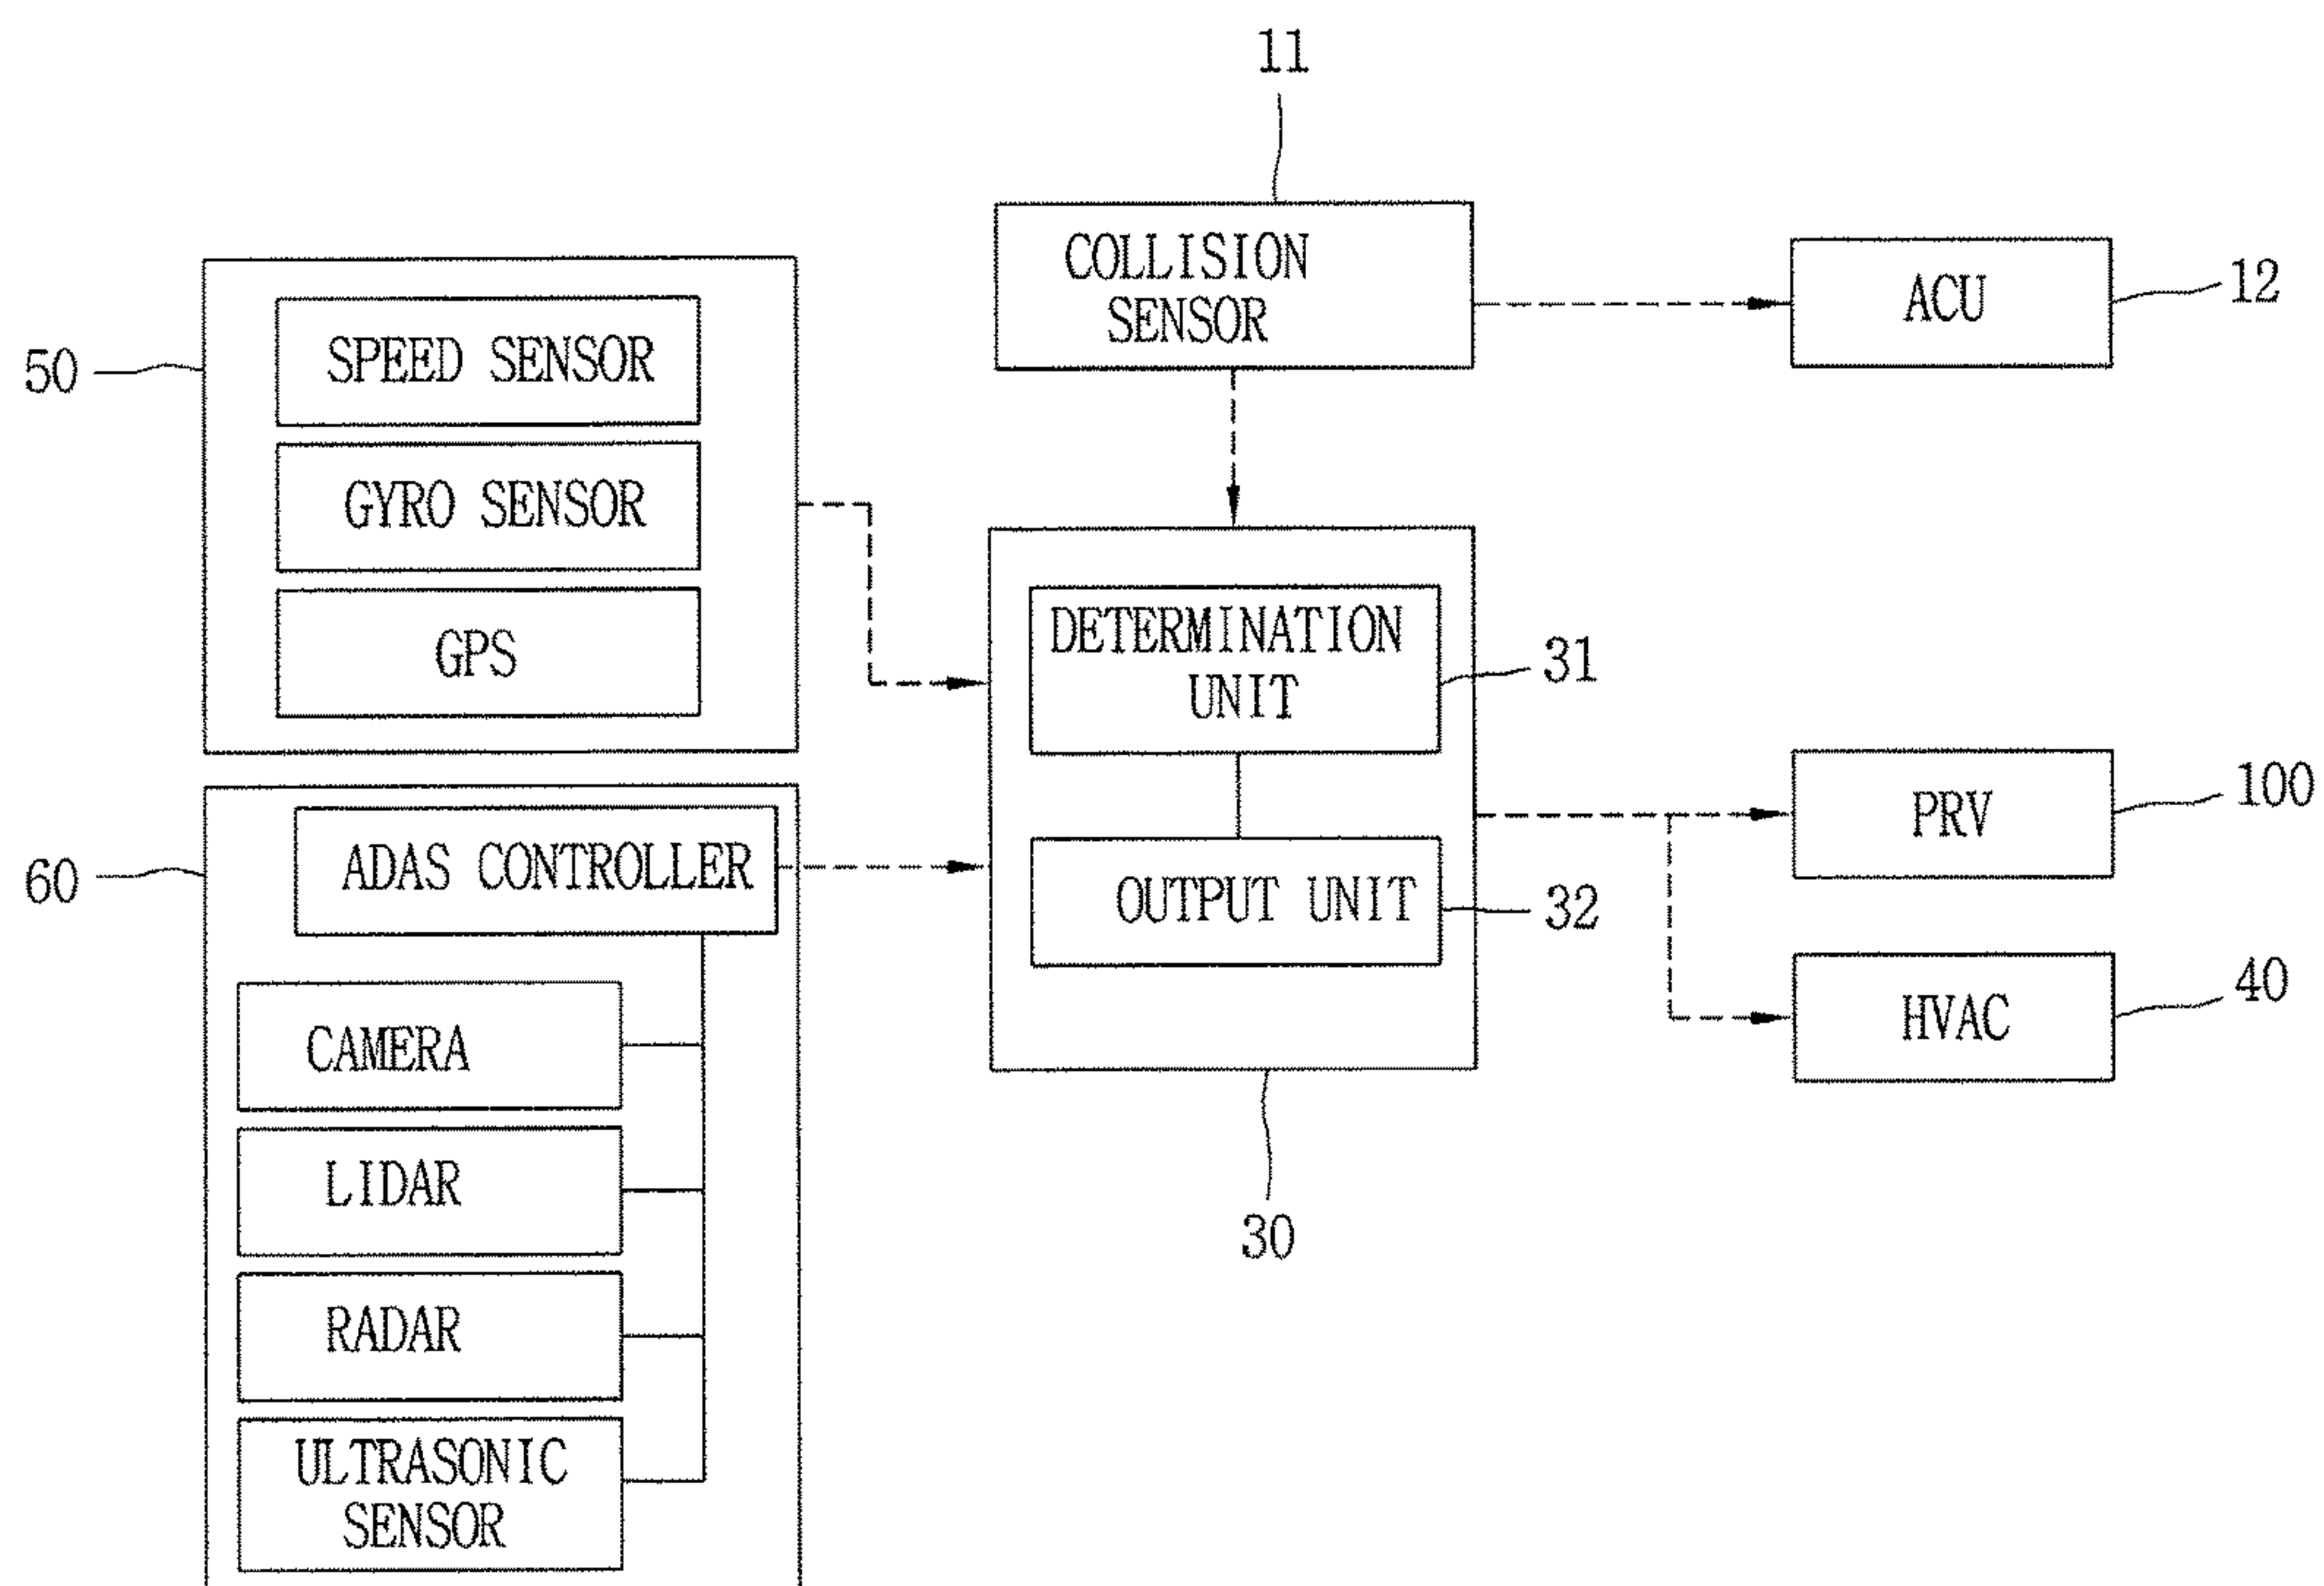 11
COLLISION
SENSOR
ACU
12
50
SPEED SENSOR
GYRO SENSOR
GPS
DETERMINATION
UNIT
31
OUTPUT UNIT
32
30
PRV
100
HVAC
40
60
ADAS CONTROLLER
CAMERA
LIDAR
RADAR
ULTRASONIC
SENSOR